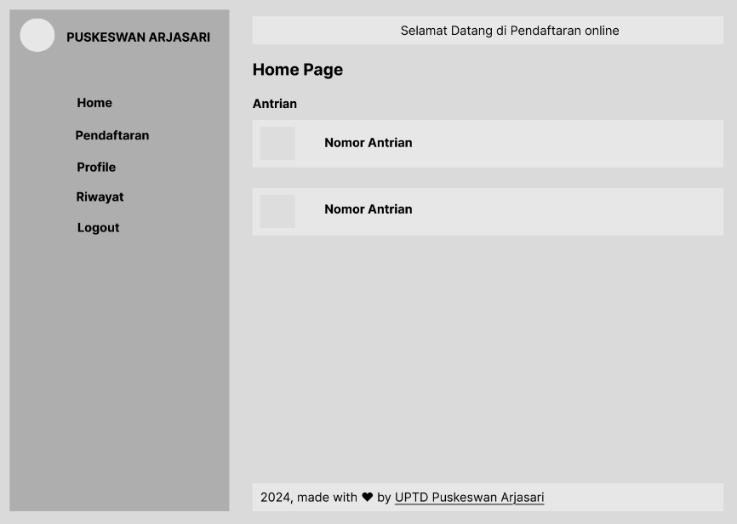 PUSKESWAN ARJASARI
Home
Pendaftaran
Profile
Riwayat
Logout
Selamat Datang di Pendaftaran online
Home Page
Antrian
Nomor Antrian
Nomor Antrian
2024, made with ❤ by UPTD Puskeswan Arjasari